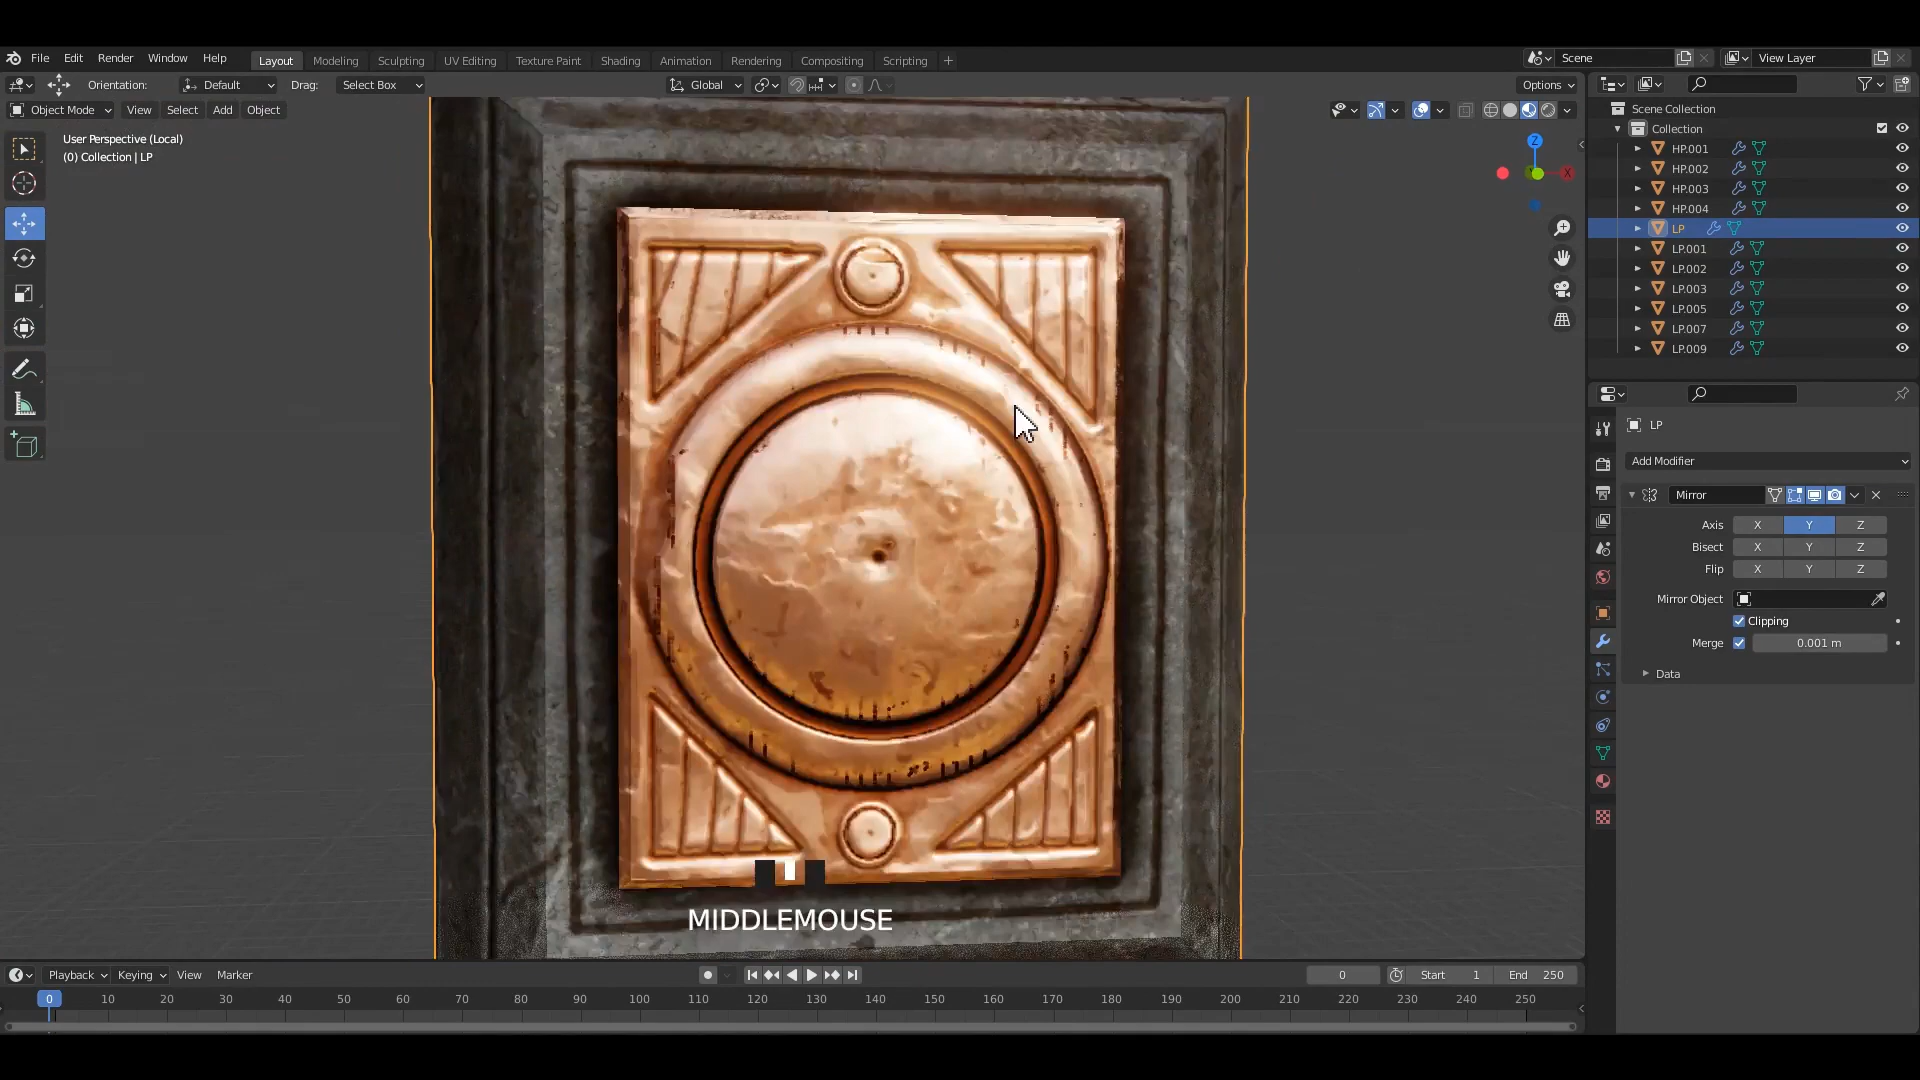 File Edit Render Window Help Layout Modeling Sculpting UV Editing Texture Paint Shading Animation Rendering Compositing Scripting + Scene View Layer
Orientation: Default Drag: Select Box Global Options
Object Mode View Select Add Object
User Perspective (Local)
(0) Collection | LP
Z
X
Scene Collection
Collection
HP.001
HP.002
HP.003
HP.004
LP
LP.001
LP.002
LP.003
LP.005
LP.007
LP.009
LP
Add Modifier
Mirror
Axis X Y Z
Bisect X Y Z
Flip X Y Z
Mirror Object
Clipping
Merge 0.001 m
Data
MIDDLEMOUSE
Playback Keying View Marker 0 Start 1 End 250
0 10 20 30 40 50 60 70 80 90 100 110 120 130 140 150 160 170 180 190 200 210 220 230 240 250